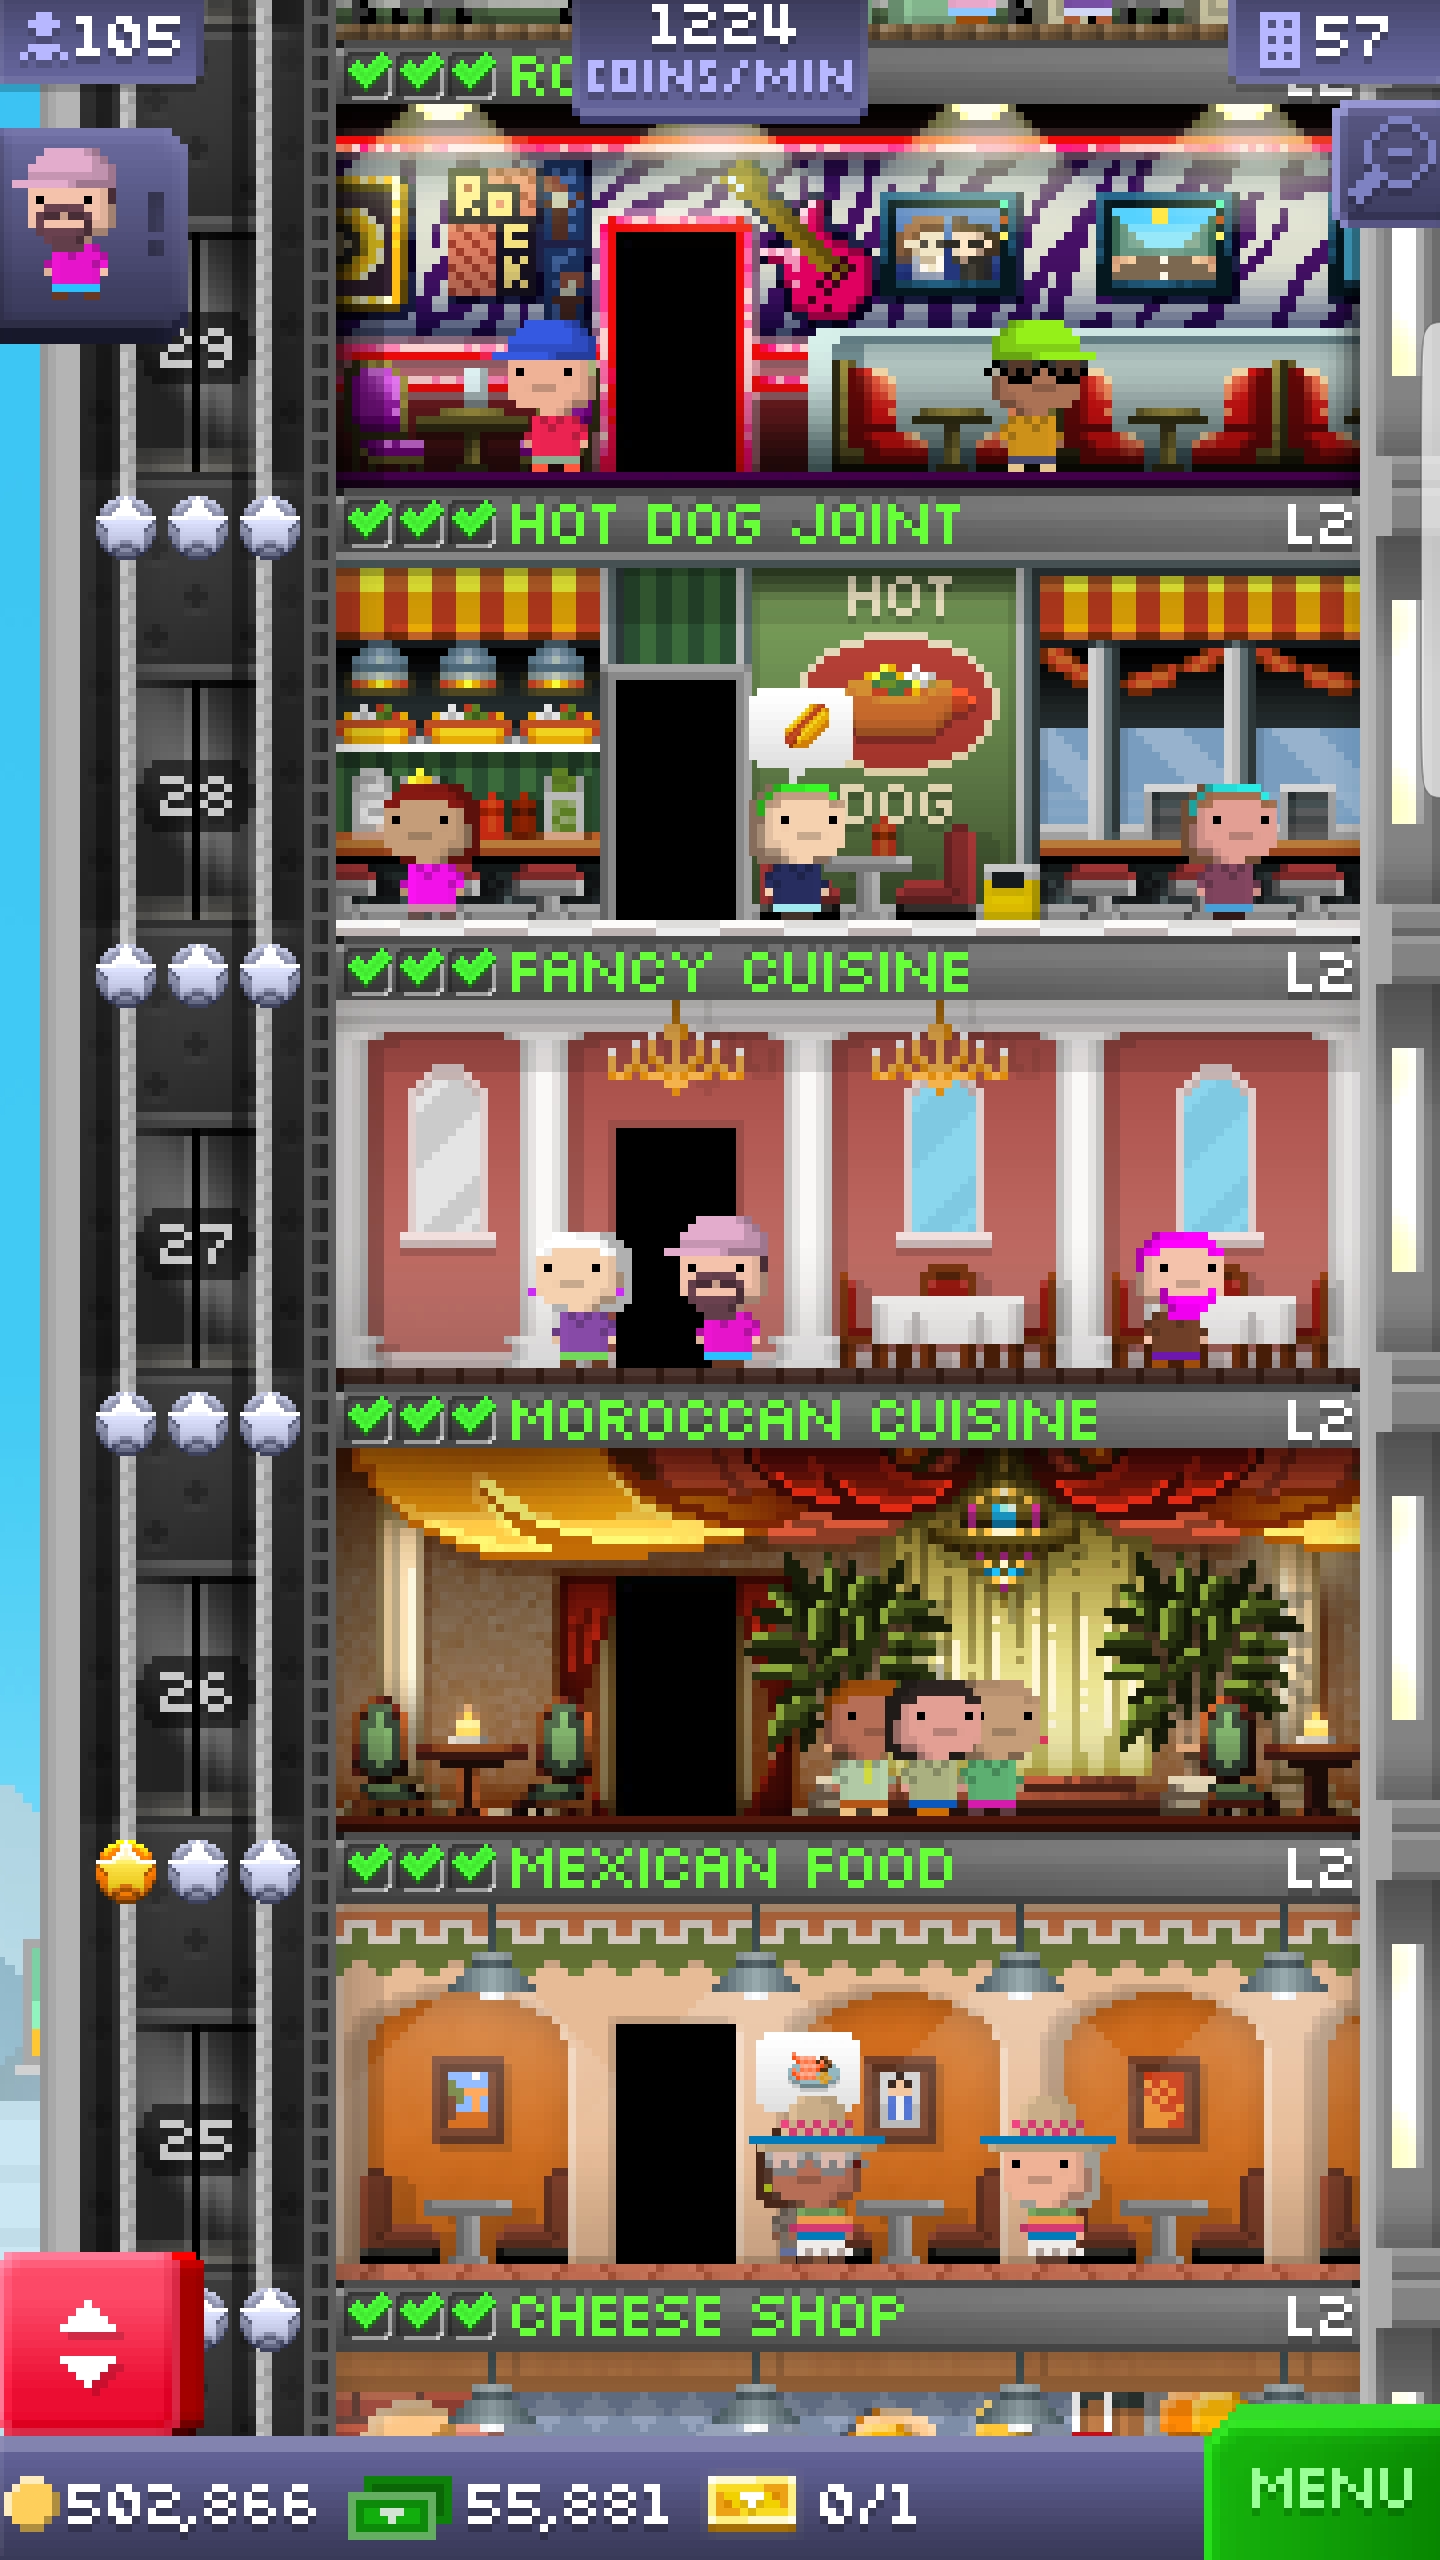 105
1224
COINS/MIN
57
RO
L2
Ro
CK
29
HOT DOG JOINT L2
HOT
DOG
28
FANCY CUISINE L2
27
MOROCCAN CUISINE L2
26
MEXICAN FOOD L2
25
CHEESE SHOP L2
502,866 55,881 0/1 MENU